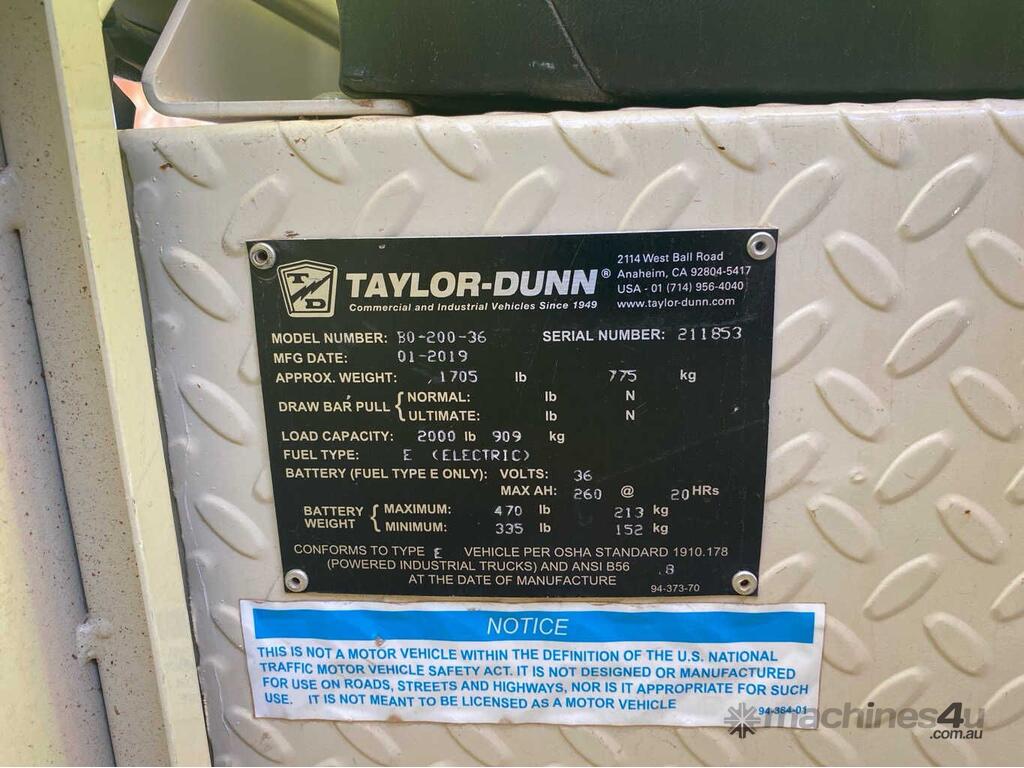 TAYLOR-DUNN®
Commercial and Industrial Vehicles Since 1949
2114 West Ball Road
Anaheim, CA 92804-5417
USA - 01 (714) 956-4040
www.taylor-dunn.com
T D
MODEL NUMBER: B0-200-36 SERIAL NUMBER: 211853
MFG DATE: 01-2019
APPROX. WEIGHT: 1705 lb 775 kg
DRAW BAR PULL { NORMAL: lb N
ULTIMATE: lb N
LOAD CAPACITY: 2000 lb 909 kg
FUEL TYPE: E (ELECTRIC)
BATTERY (FUEL TYPE E ONLY): VOLTS: 36
MAX AH: 260 @ 20 HRs
BATTERY WEIGHT { MAXIMUM: 470 lb 213 kg
MINIMUM: 335 lb 152 kg
CONFORMS TO TYPE E VEHICLE PER OSHA STANDARD 1910.178
(POWERED INDUSTRIAL TRUCKS) AND ANSI B56 .8
AT THE DATE OF MANUFACTURE
94-373-70
NOTICE
THIS IS NOT A MOTOR VEHICLE WITHIN THE DEFINITION OF THE U.S. NATIONAL
TRAFFIC MOTOR VEHICLE SAFETY ACT. IT IS NOT DESIGNED OR MANUFACTURED
FOR USE ON ROADS, STREETS AND HIGHWAYS, NOR IS IT APPROPRIATE FOR SUCH
USE. IT IS NOT MEANT TO BE LICENSED AS A MOTOR VEHICLE
94-384-01
machines4u
.com.au